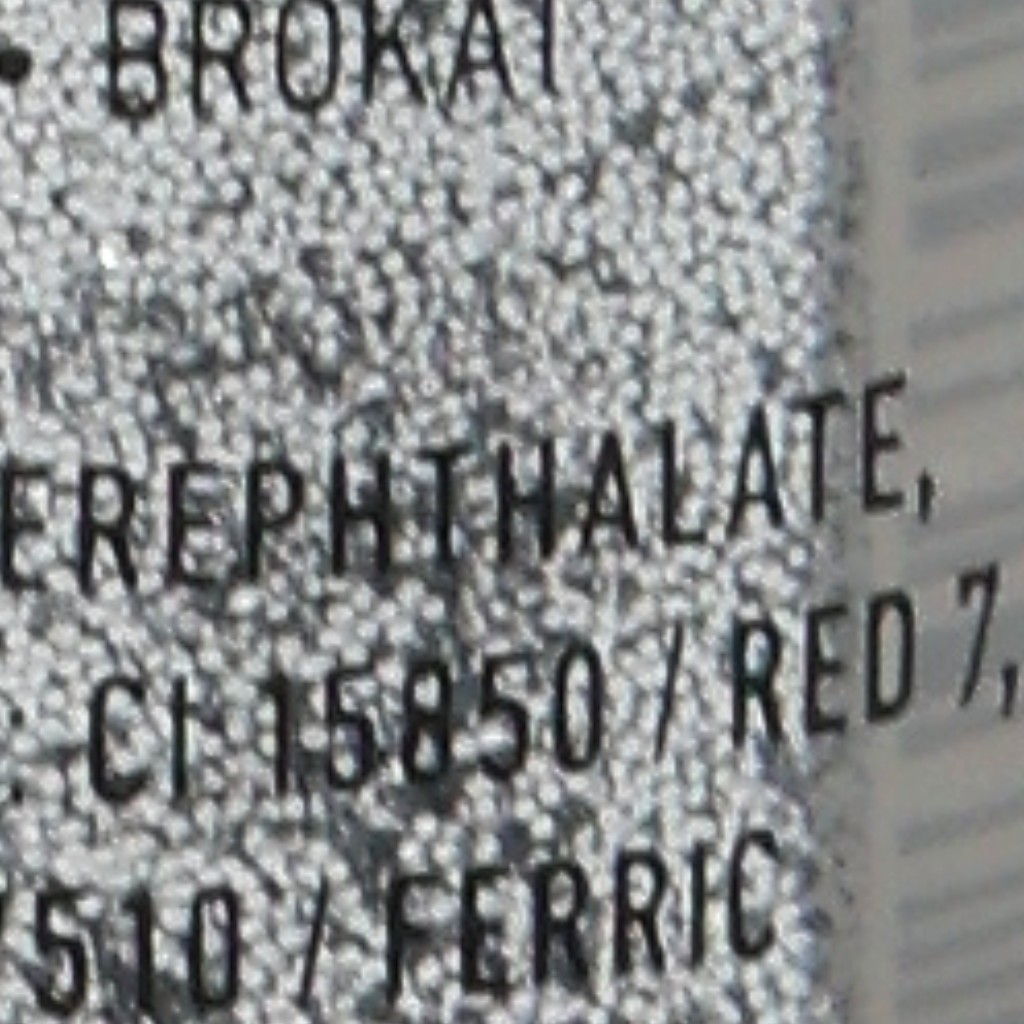 • BROKAT
EREPHTHALATE,
CI 15850 / RED 7,
7510 / FERRIC